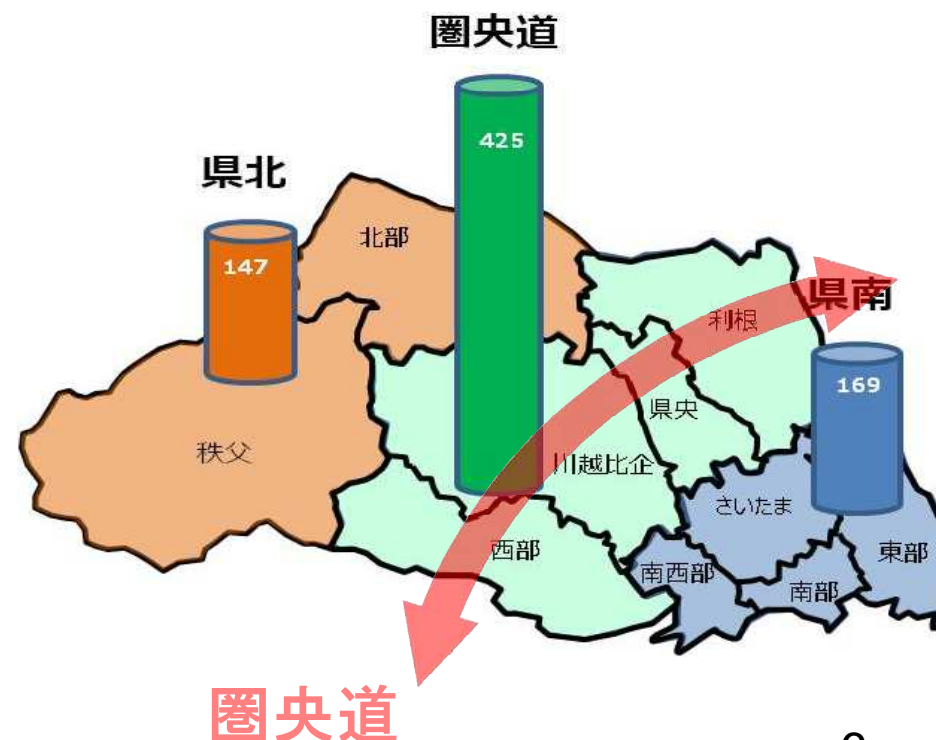 圏央道
425
県北
147
北部
県南
利根
169
県央
秩父
川越比企
さいたま
西部
東部
南西部
南部
圏央道